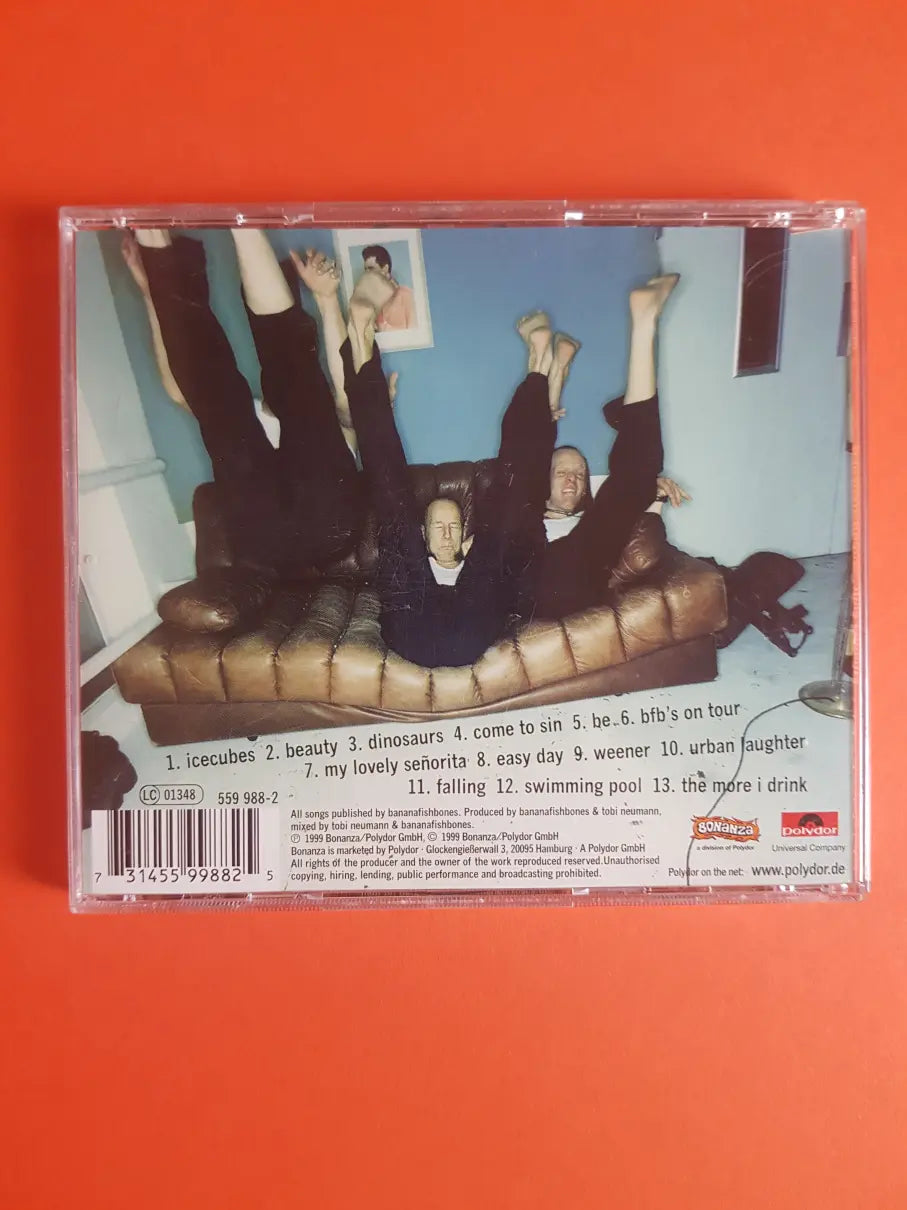 1. icecubes 2. beauty 3. dinosaurs 4. come to sin 5. be 6. bfb's on tour
7. my lovely señorita 8. easy day 9. weener 10. urban laughter
11. falling 12. swimming pool 13. the more i drink
LC 01348 559 988-2
All songs published by bananafishbones. Produced by bananafishbones & tobi neumann,
mixed by tobi neumann & bananafishbones.
℗ 1999 Bonanza/Polydor GmbH, © 1999 Bonanza/Polydor GmbH
Bonanza is marketed by Polydor · Glockengießerwall 3, 20095 Hamburg · A Polydor GmbH
All rights of the producer and the owner of the work reproduced reserved.Unauthorised
copying, hiring, lending, public performance and broadcasting prohibited.
7 31455 99882 5
BONANZA
a division of Polydor
polydor
Universal Company
Polydor on the net: www.polydor.de